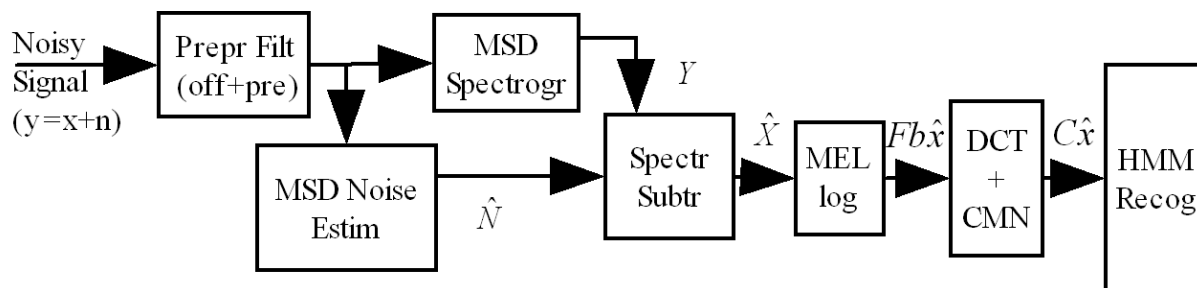 Noisy
Signal
(y=x+n)
Prepr Filt
(off+pre)
MSD
Spectrogr
Y
MSD Noise
Estim
N̂
Spectr
Subtr
X̂
MEL
log
Fbx̂
DCT
+
CMN
Cx̂
HMM
Recog